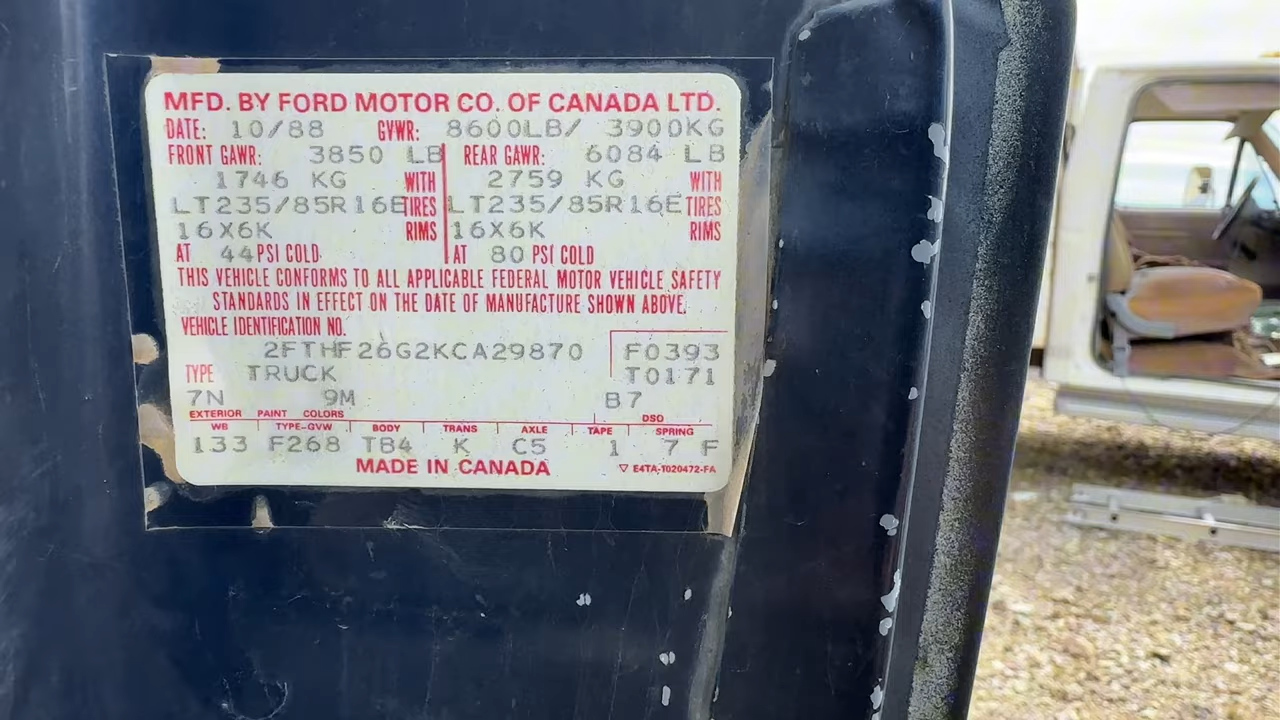 MFD. BY FORD MOTOR CO. OF CANADA LTD.
DATE: 10/88 GVWR: 8600LB/ 3900KG
FRONT GAWR: 3850 LB REAR GAWR: 6084 LB
1746 KG WITH 2759 KG WITH
LT235/85R16E TIRES LT235/85R16E TIRES
16X6K RIMS 16X6K RIMS
AT 44 PSI COLD AT 80 PSI COLD
THIS VEHICLE CONFORMS TO ALL APPLICABLE FEDERAL MOTOR VEHICLE SAFETY
STANDARDS IN EFFECT ON THE DATE OF MANUFACTURE SHOWN ABOVE.
VEHICLE IDENTIFICATION NO.
2FTHF26G2KCA29870 F0393
TYPE TRUCK T0171
7N 9M B7
EXTERIOR PAINT COLORS DSO
WB TYPE-GVW BODY TRANS AXLE TAPE SPRING
133 F268 TB4 K C5 1 7 F
MADE IN CANADA ▽ E4TA-1020472-FA